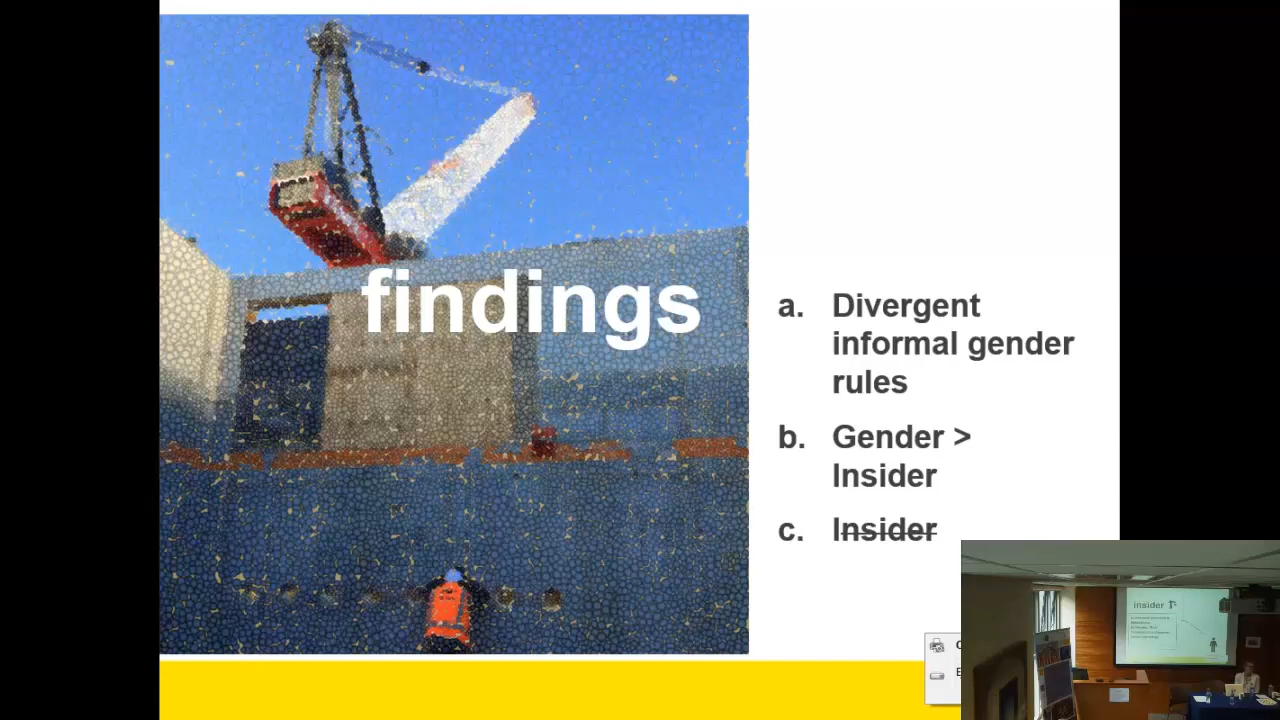 findings
a. Divergent
informal gender
rules
b. Gender >
Insider
c. Insider
insider